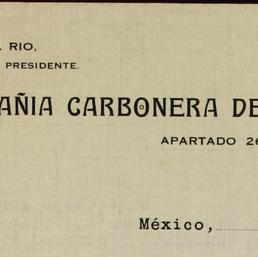 RIO,
PRESIDENTE.
AÑIA CARBONERA DE
APARTADO 26
México,